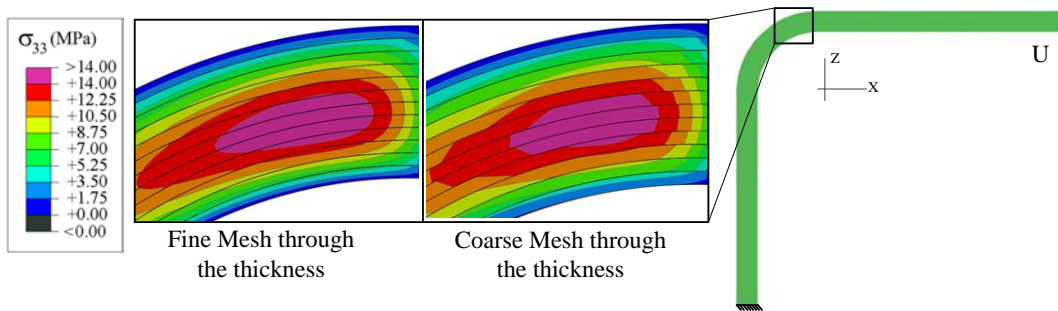 σ33 (MPa)
>14.00
+14.00
+12.25
+10.50
+8.75
+7.00
+5.25
+3.50
+1.75
+0.00
<0.00
Fine Mesh through
the thickness
Coarse Mesh through
the thickness
U
Z
X